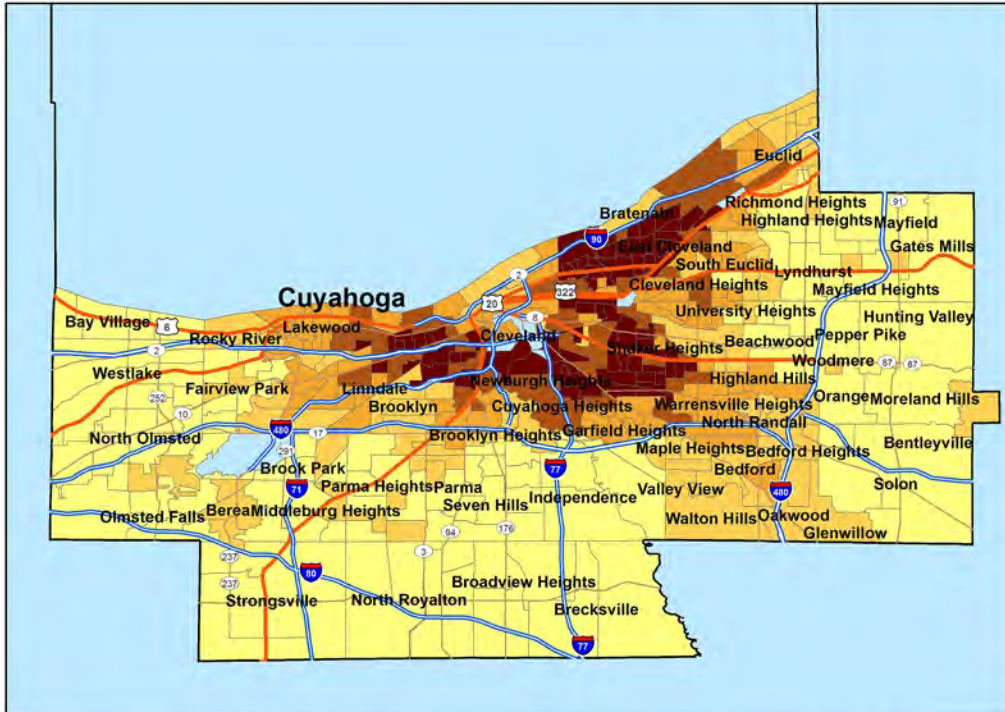 Euclid
Richmond Heights
91
Bratenahl
Highland Heights
Mayfield
90
East Cleveland
Gates Mills
South Euclid
2
Lyndhurst
Cuyahoga
322
Cleveland Heights
Mayfield Heights
20
Bay Village
6
Lakewood
8
University Heights
Hunting Valley
Rocky River
Cleveland
Beachwood
Pepper Pike
2
Shaker Heights
Woodmere
87
87
Westlake
Fairview Park
Linndale
Newburgh Heights
Highland Hills
252
10
Brooklyn
Cuyahoga Heights
Warrensville Heights
Orange
Moreland Hills
North Olmsted
480
17
Brooklyn Heights
Garfield Heights
North Randall
291
Maple Heights
Bedford Heights
Bentleyville
Brook Park
77
Bedford
71
Parma Heights
Parma
Independence
Valley View
480
Solon
Olmsted Falls
Berea
Middleburg Heights
Seven Hills
Walton Hills
Oakwood
94
176
Glenwillow
237
3
80
237
Broadview Heights
Strongsville
North Royalton
Brecksville
77